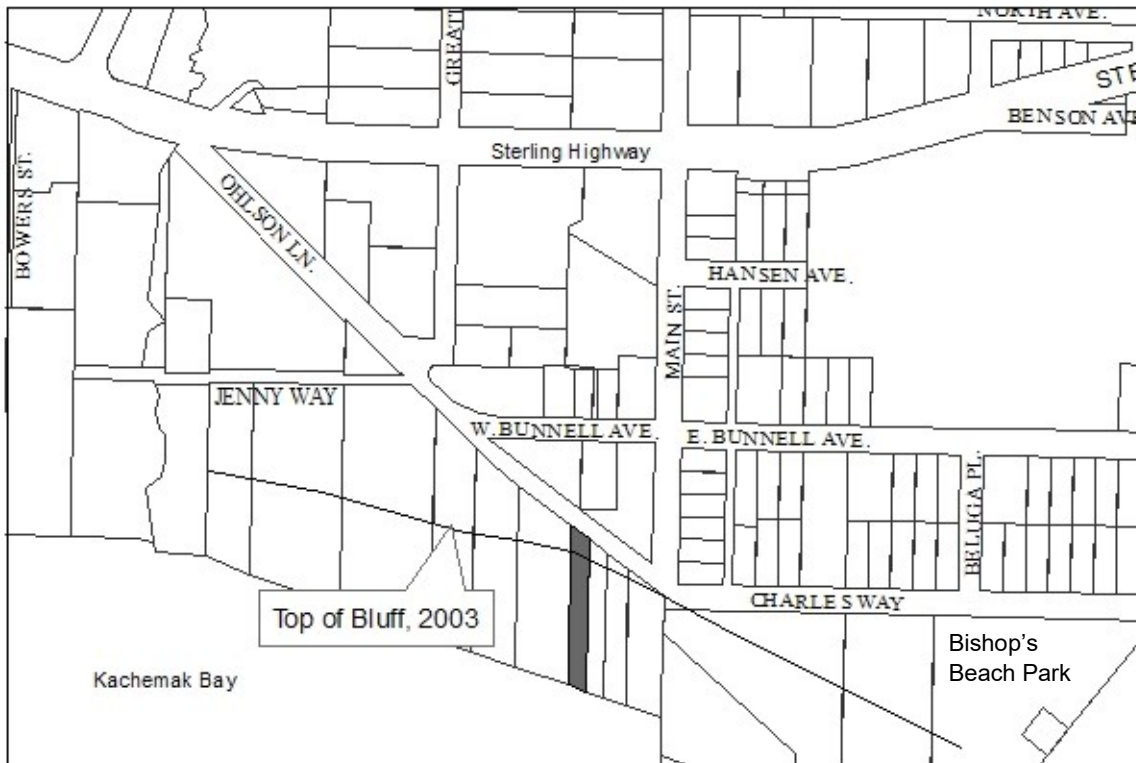 NORTH AVE.
GREATL
STE
BENSON AVE
Sterling Highway
BOWERS ST.
OHLSON LN.
HANSEN AVE.
MAIN ST.
JENNY WAY
W. BUNNELL AVE.
E. BUNNELL AVE.
BELUGA PL.
Top of Bluff, 2003
CHARLES WAY
Bishop’s
Beach Park
Kachemak Bay